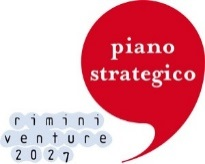 piano
strategico
rimini
venture
2027